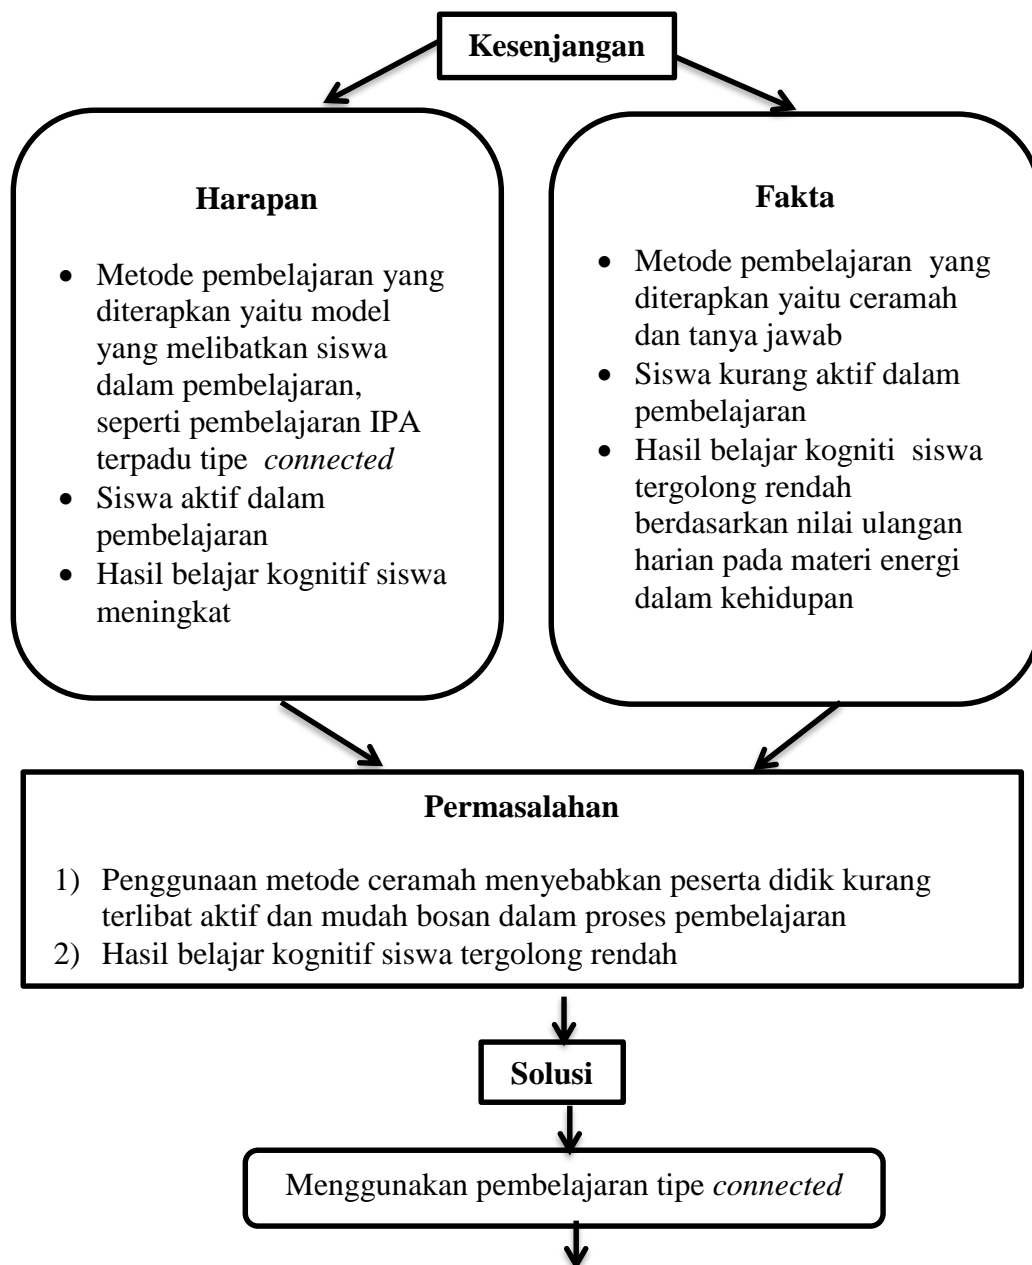 Kesenjangan
Harapan
• Metode pembelajaran yang
diterapkan yaitu model
yang melibatkan siswa
dalam pembelajaran,
seperti pembelajaran IPA
terpadu tipe connected
• Siswa aktif dalam
pembelajaran
• Hasil belajar kognitif siswa
meningkat
Fakta
• Metode pembelajaran yang
diterapkan yaitu ceramah
dan tanya jawab
• Siswa kurang aktif dalam
pembelajaran
• Hasil belajar kogniti siswa
tergolong rendah
berdasarkan nilai ulangan
harian pada materi energi
dalam kehidupan
Permasalahan
1) Penggunaan metode ceramah menyebabkan peserta didik kurang
terlibat aktif dan mudah bosan dalam proses pembelajaran
2) Hasil belajar kognitif siswa tergolong rendah
Solusi
Menggunakan pembelajaran tipe connected